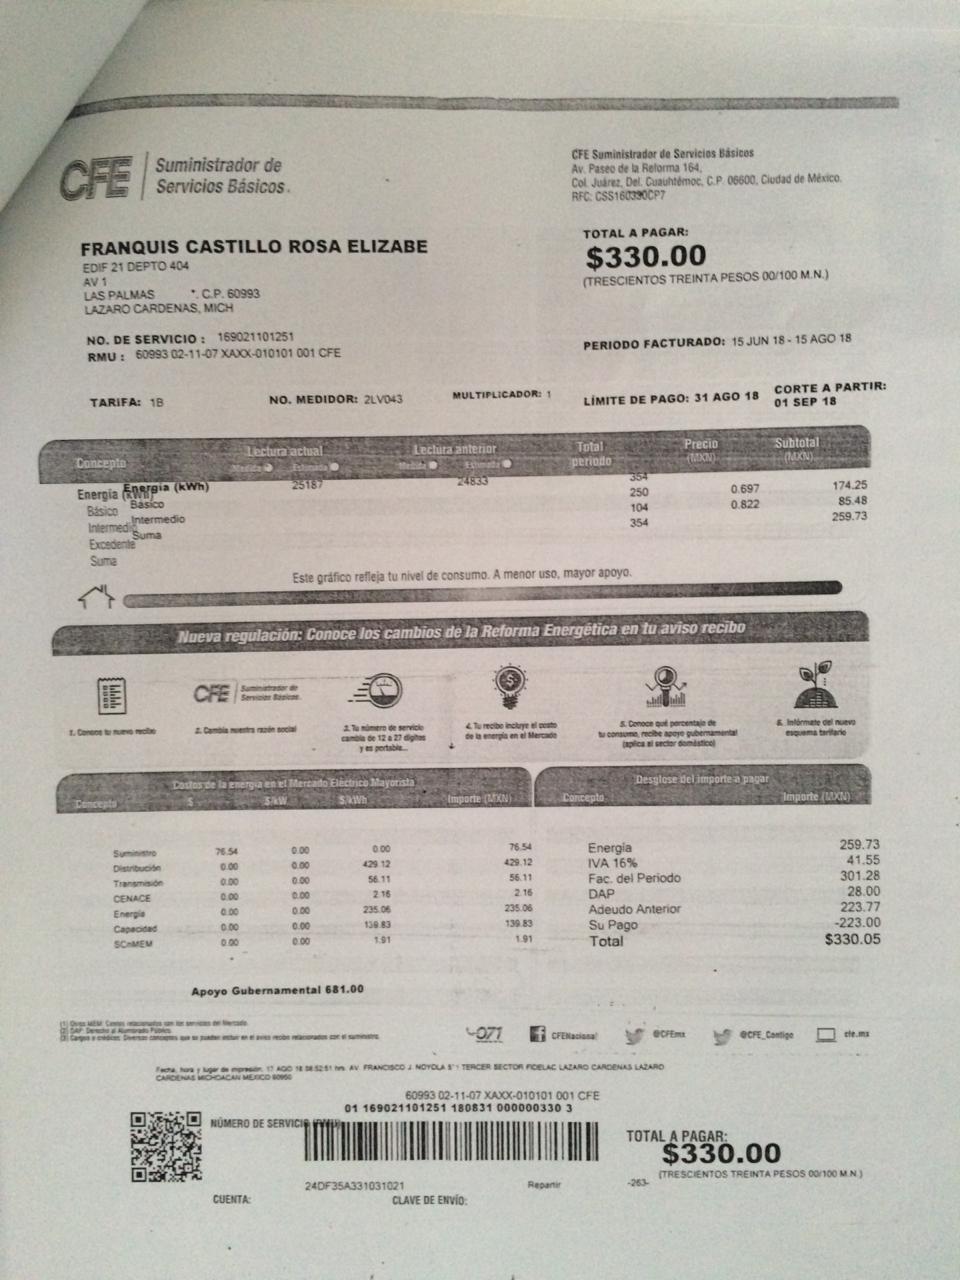 CFE Suministrador de Servicios Básicos.
CFE Suministrador de Servicios Básicos
Av. Paseo de la Reforma 164,
Col. Juárez, Del. Cuauhtémoc, C.P. 06600, Ciudad de México.
RFC: CSS160330CP7
FRANQUIS CASTILLO ROSA ELIZABE
EDIF 21 DEPTO 404
AV 1
LAS PALMAS *. C.P. 60993
LAZARO CARDENAS, MICH
TOTAL A PAGAR:
$330.00
(TRESCIENTOS TREINTA PESOS 00/100 M.N.)
NO. DE SERVICIO : 169021101251
RMU : 60993 02-11-07 XAXX-010101 001 CFE
PERIODO FACTURADO: 15 JUN 18 - 15 AGO 18
TARIFA: 1B NO. MEDIDOR: 2LV043 MULTIPLICADOR: 1 LÍMITE DE PAGO: 31 AGO 18 CORTE A PARTIR: 01 SEP 18
Concepto Lectura actual Lectura anterior Total periodo Precio (MXN) Subtotal (MXN)
Medida Estimada Medida Estimada
Energía (kWh) Energía (kWh) 25187 24833 354
Básico Básico 250 0.697 174.25
Intermedio Intermedio 104 0.822 85.48
Excedente Suma 354 259.73
Suma
Este gráfico refleja tu nivel de consumo. A menor uso, mayor apoyo.
Nueva regulación: Conoce los cambios de la Reforma Energética en tu aviso recibo
CFE Suministrador de Servicios Básicos.
1. Conoce tu nuevo recibo
2. Cambia nuestra razón social
3. Tu número de servicio cambia de 12 a 27 dígitos y es portable...
4. Tu recibo incluye el costo de la energía en el Mercado
5. Conoce qué porcentaje de tu consumo, recibe apoyo gubernamental (aplica al sector doméstico)
6. Infórmate del nuevo esquema tarifario
Costos de la energía en el Mercado Eléctrico Mayorista
Concepto $ $/kW $/kWh Importe (MXN)
Suministro 76.54 0.00 0.00 76.54
Distribución 0.00 0.00 429.12 429.12
Transmisión 0.00 0.00 56.11 56.11
CENACE 0.00 0.00 2.16 2.16
Energía 0.00 0.00 235.06 235.06
Capacidad 0.00 0.00 139.83 139.83
SCnMEM 0.00 0.00 1.91 1.91
Desglose del importe a pagar
Concepto Importe (MXN)
Energía 259.73
IVA 16% 41.55
Fac. del Periodo 301.28
DAP 28.00
Adeudo Anterior 223.77
Su Pago -223.00
Total $330.05
Apoyo Gubernamental 681.00
(2) DAP: Derecho al Alumbrado Público.
(3) Cargos y créditos: Diversos conceptos que se pueden incluir en el aviso recibo relacionados con el suministro.
071 CFENacional @CFEmx @CFE_Contigo cfe.mx
Fecha, hora y lugar de impresión: 17 AGO 18 08:52:51 hrs. AV. FRANCISCO J. NOYOLA TERCER SECTOR FIDELAC LAZARO CARDENAS LAZARO
CARDENAS MICHOACAN MEXICO 60950
60993 02-11-07 XAXX-010101 001 CFE
01 169021101251 180831 000000330 3
NÚMERO DE SERVICIO (RMU):
TOTAL A PAGAR:
$330.00
(TRESCIENTOS TREINTA PESOS 00/100 M.N.)
24DF35A331031021 Repartir -263-
CUENTA: CLAVE DE ENVÍO: